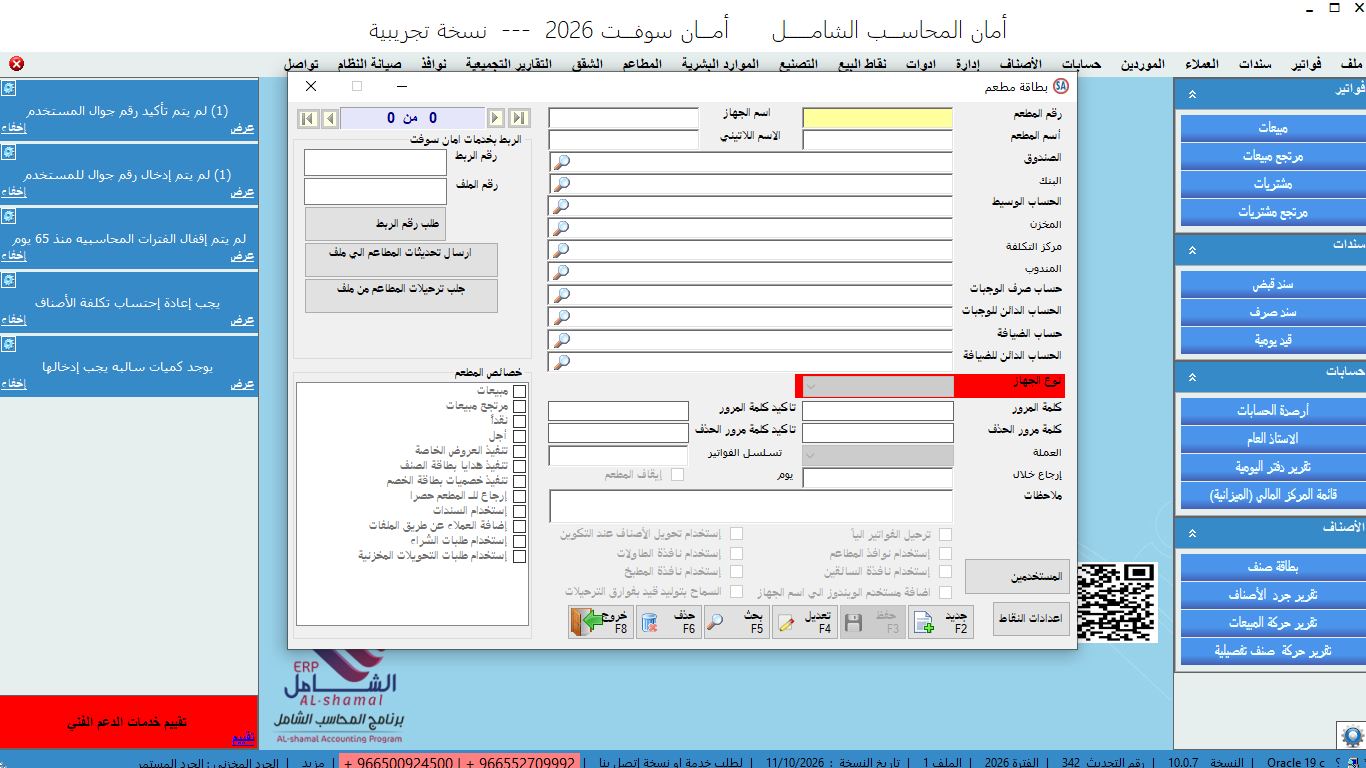 أمان المحاسب الشامل أمان سوفت 2026 --- نسخة تجريبية
ملف فواتير سندات العملاء الموردين حسابات الأصناف إدارة ادوات نقاط البيع التصنيع الموارد البشرية المطاعم الشقق التقارير التجميعية نوافذ صيانة النظام تواصل
فواتير
مبيعات
مرتجع مبيعات
مشتريات
مرتجع مشتريات
سندات
سند قبض
سند صرف
قيد يومية
حسابات
أرصدة الحسابات
الاستاذ العام
تقرير دفتر اليومية
قائمة المركز المالي (الميزانية)
الأصناف
بطاقة صنف
تقرير جرد الأصناف
تقرير حركة المبيعات
تقرير حركة صنف تفصيلية
بطاقة مطعم
رقم المطعم
اسم الجهاز
أسم المطعم
الاسم اللاتيني
الصندوق
البنك
الحساب الوسيط
المخزن
مركز التكلفة
المندوب
حساب صرف الوجبات
الحساب الدائن للوجبات
حساب الضيافة
الحساب الدائن للضيافة
نوع الجهاز
كلمة المرور
تاكيد كلمة المرور
كلمة مرور الحذف
تاكيد كلمة مرور الحذف
العملة
تسلسل الفواتير
إرجاع خلال
يوم
إيقاف المطعم
ملاحظات
ترحيل الفواتير الياً
إستخدام تحويل الأصناف عند التكوين
إستخدام نوافذ المطاعم
إستخدام نافذة الطاولات
إستخدام نافذة السائقين
إستخدام نافذة المطبخ
اضافة مستخدم الويندوز الي اسم الجهاز
السماح بتوليد قيد بفوارق الترحيلات
المستخدمين
اعدادات النقاط
جديد F2
حفظ F3
تعديل F4
بحث F5
حذف F6
خروج F8
0 من 0
الربط بخدمات امان سوفت
رقم الربط
رقم الملف
طلب رقم الربط
ارسال تحديثات المطاعم الي ملف
جلب ترحيلات المطاعم من ملف
خصائص المطعم
مبيعات
مرتجع مبيعات
نقداً
أجل
تنفيذ العروض الخاصة
تنفيذ هدايا بطاقة الصنف
تنفيذ خصميات بطاقة الخصم
إرجاع للـ المطعم حصرا
إستخدام السندات
إضافة العملاء عن طريق الملفات
إستخدام طلبات الشراء
إستخدام طلبات التحويلات المخزنية
(1) لم يتم تأكيد رقم جوال المستخدم
عرض إخفاء
(1) لم يتم إدخال رقم جوال للمستخدم
عرض إخفاء
لم يتم إقفال الفترات المحاسبيه منذ 65 يوم
عرض إخفاء
يجب إعادة إحتساب تكلفة الأصناف
عرض إخفاء
يوجد كميات سالبه يجب إدخالها
عرض إخفاء
تقييم خدمات الدعم الفني
تقييم
ERP
الشامل
AL-shamal
برنامج المحاسب الشامل
AL-shamal Accounting Program
؟ Oracle 19 c | النسخة 10.0.7 | رقم التحديث 342 | الفترة 2026 | الملف 1 | تاريخ النسخة : 11/10/2026 | لطلب خدمة او نسخة إتصل بنا | + 966500924500 | + 966552709992 | مزيد | الجرد المخزني : الجرد المستمر